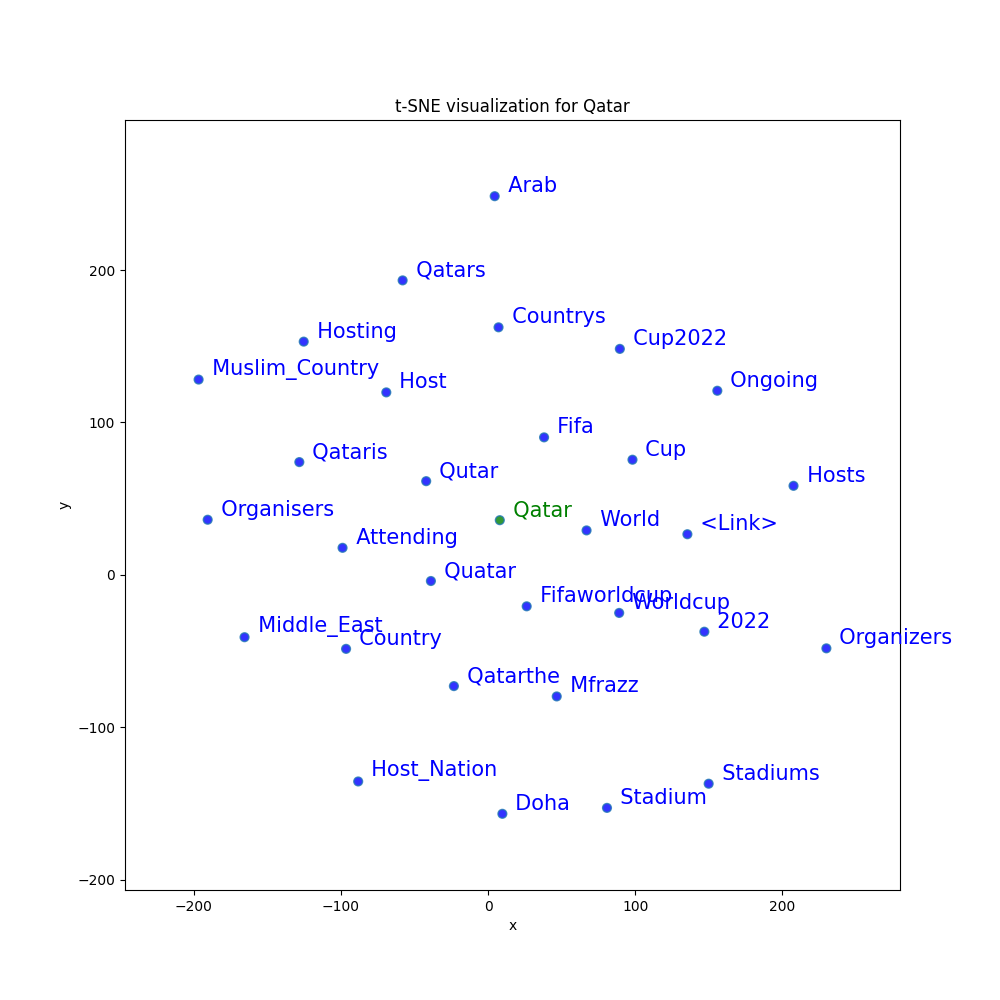 t-SNE visualization for Qatar
Arab
Qatars
200
Countrys
Hosting
Cup2022
Muslim_Country
Host
Ongoing
100
Fifa
Qataris
Cup
Qutar
Hosts
y
Organisers
Qatar
World
<Link>
Attending
0
Quatar
Fifaworldcup
Worldcup
2022
Middle_East
Country
Organizers
Qatarthe
Mfrazz
−100
Host_Nation
Stadiums
Doha
Stadium
−200
−200 −100 0 100 200
x